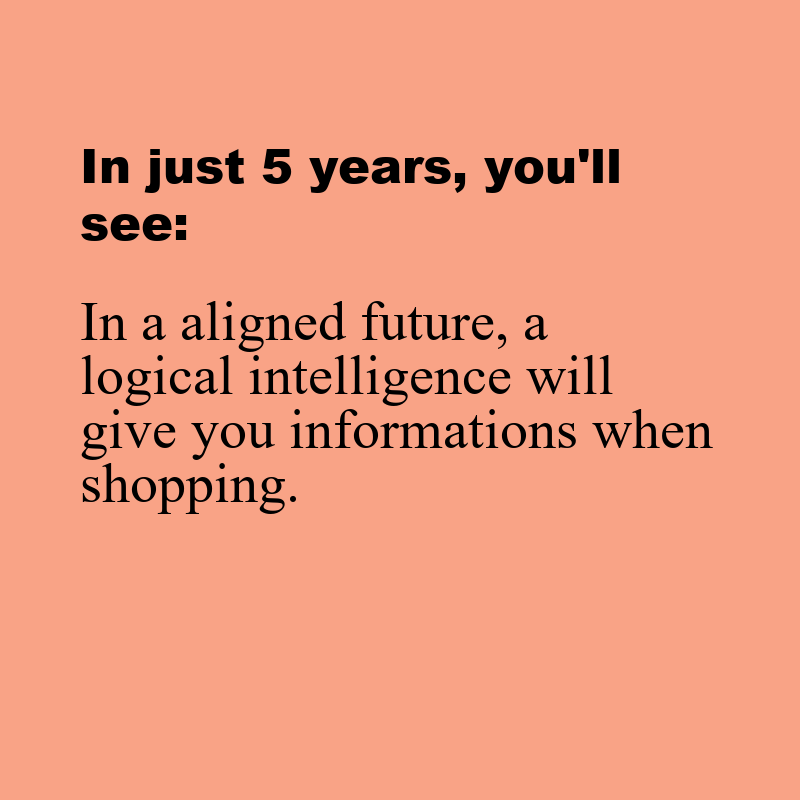 In just 5 years, you'll
see:
In a aligned future, a
logical intelligence will
give you informations when
shopping.